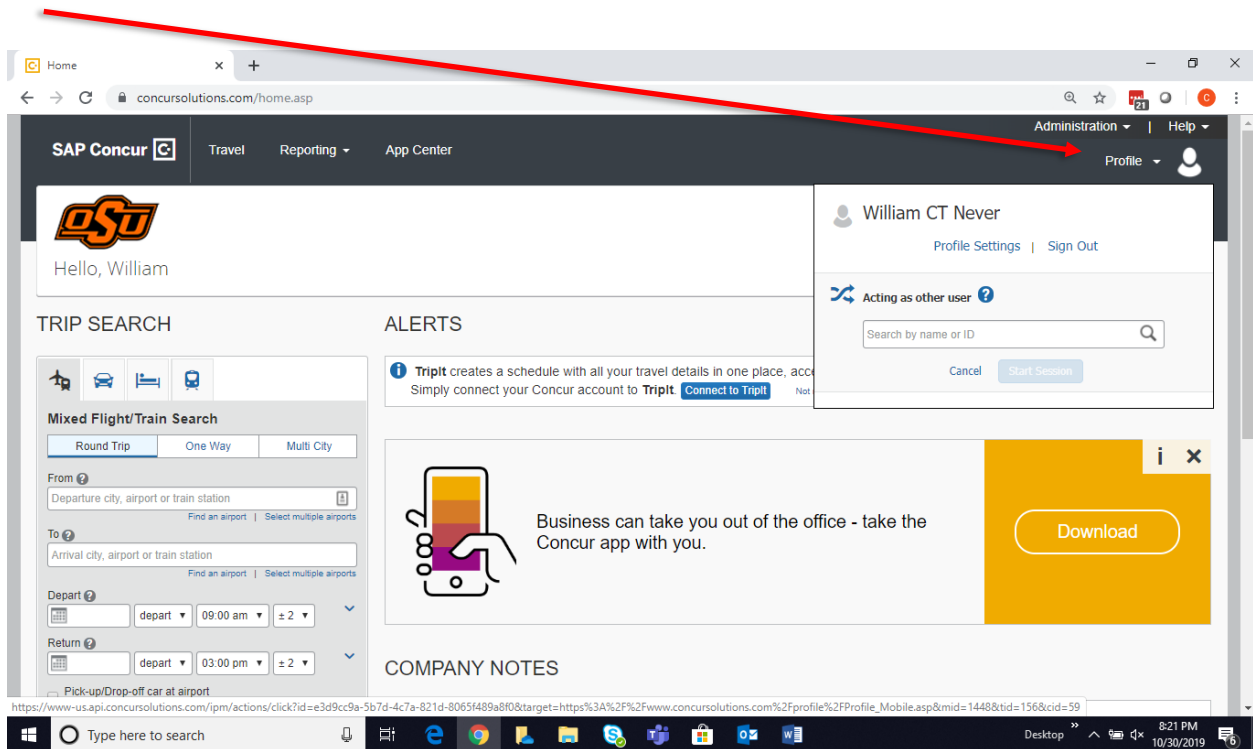 Home
concursolutions.com/home.asp
21
C
Administration | Help
SAP Concur C
Travel
Reporting
App Center
Profile
OSU
Hello, William
William CT Never
Profile Settings | Sign Out
Acting as other user ?
Search by name or ID
Cancel
Start Session
TRIP SEARCH
Mixed Flight/Train Search
Round Trip
One Way
Multi City
From ?
Departure city, airport or train station
Find an airport | Select multiple airports
To ?
Arrival city, airport or train station
Find an airport | Select multiple airports
Depart ?
depart 09:00 am ± 2
Return ?
depart 03:00 pm ± 2
Pick-up/Drop-off car at airport
ALERTS
i TripIt creates a schedule with all your travel details in one place,
Simply connect your Concur account to TripIt. Connect to TripIt Not
i ×
Business can take you out of the office - take the
Concur app with you.
Download
COMPANY NOTES
https://www-us.api.concursolutions.com/ipm/actions/click?id=e3d9cc9a-5b7d-4c7a-821d-8065f489a8f0&target=https%3A%2F%2Fwww.concursolutions.com%2Fprofile%2FProfile_Mobile.asp&mid=1448&tid=156&cid=59
Type here to search
Desktop
8:21 PM
10/30/2019
6